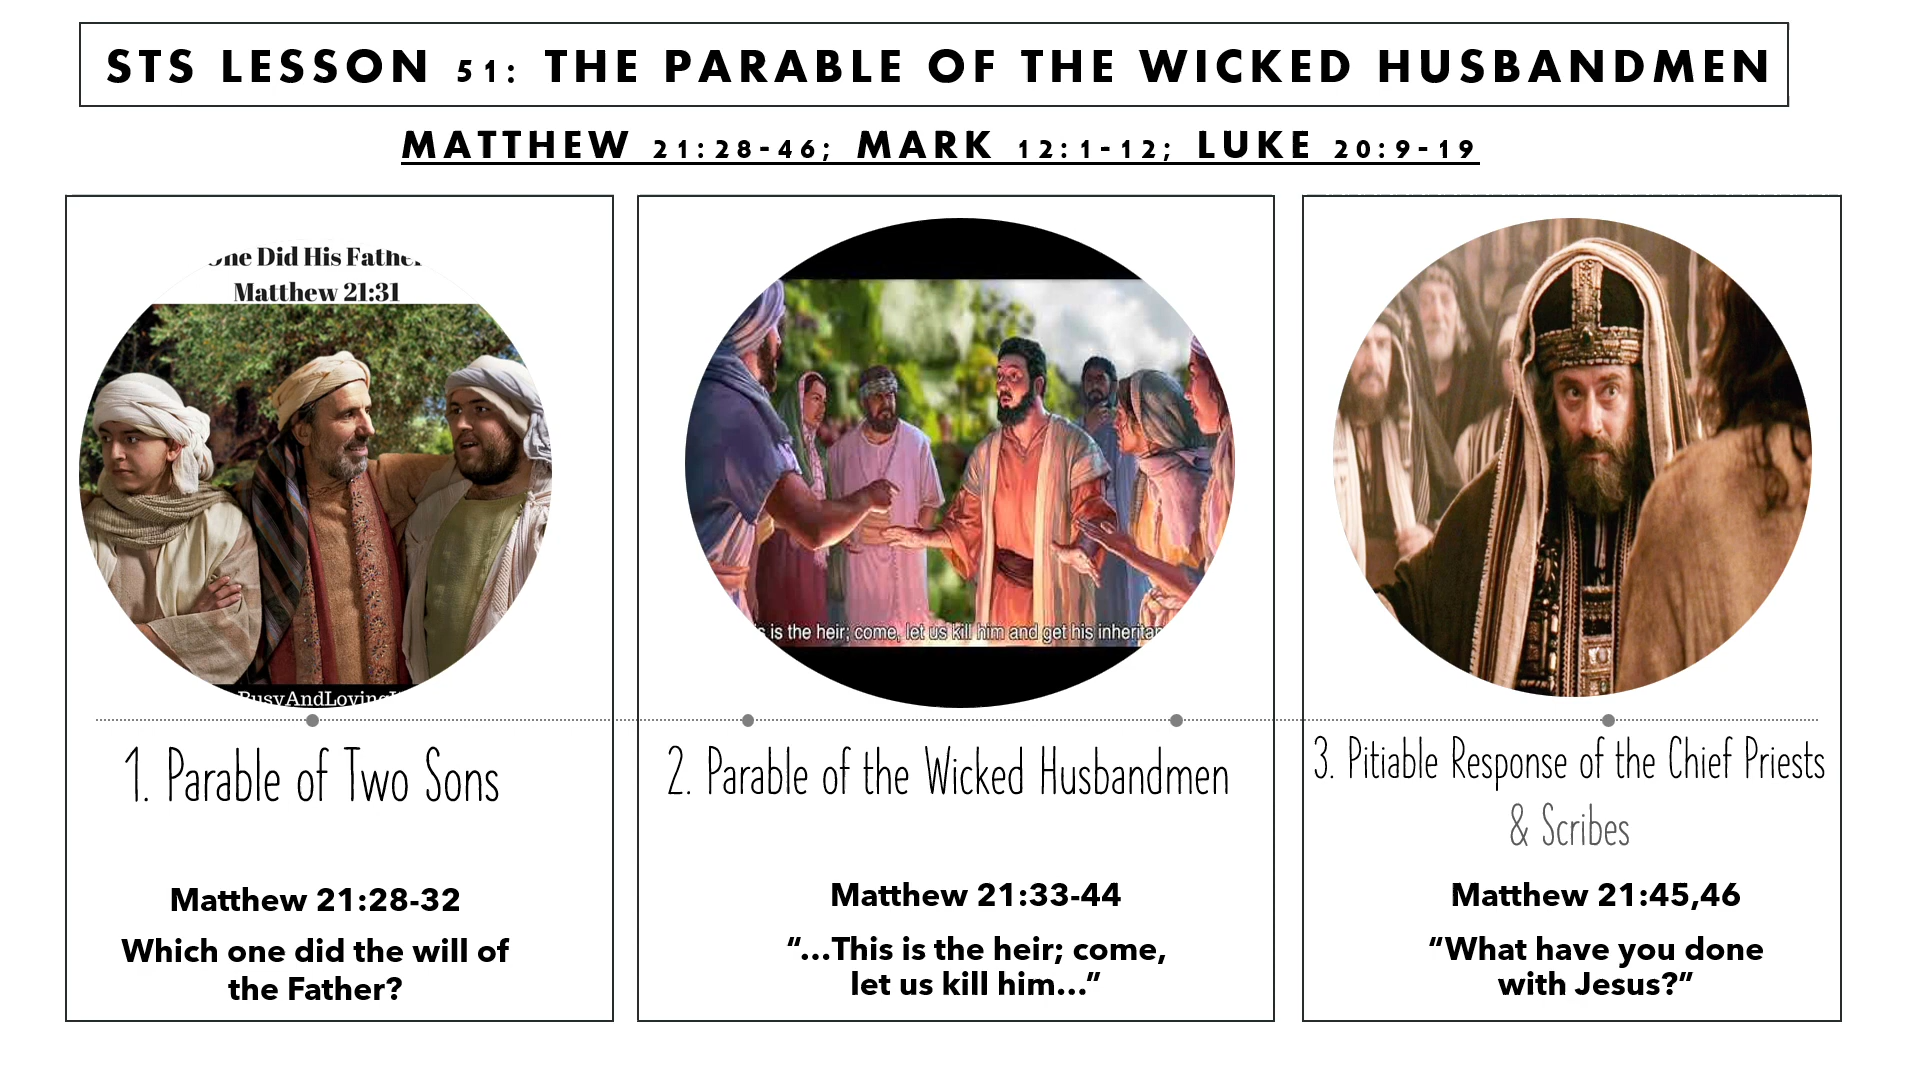 STS LESSON 51: THE PARABLE OF THE WICKED HUSBANDMEN
MATTHEW 21:28-46; MARK 12:1-12; LUKE 20:9-19
Did His
Matthew 21:31
is the heir; come, let us kill him and get his
1. Parable of Two Sons
2. Parable of the Wicked Husbandmen
3. Pitiable Response of the Chief Priests
& Scribes
Matthew 21:28-32
Which one did the will of
the Father?
Matthew 21:33-44
“...This is the heir; come,
let us kill him...”
Matthew 21:45,46
“What have you done
with Jesus?”